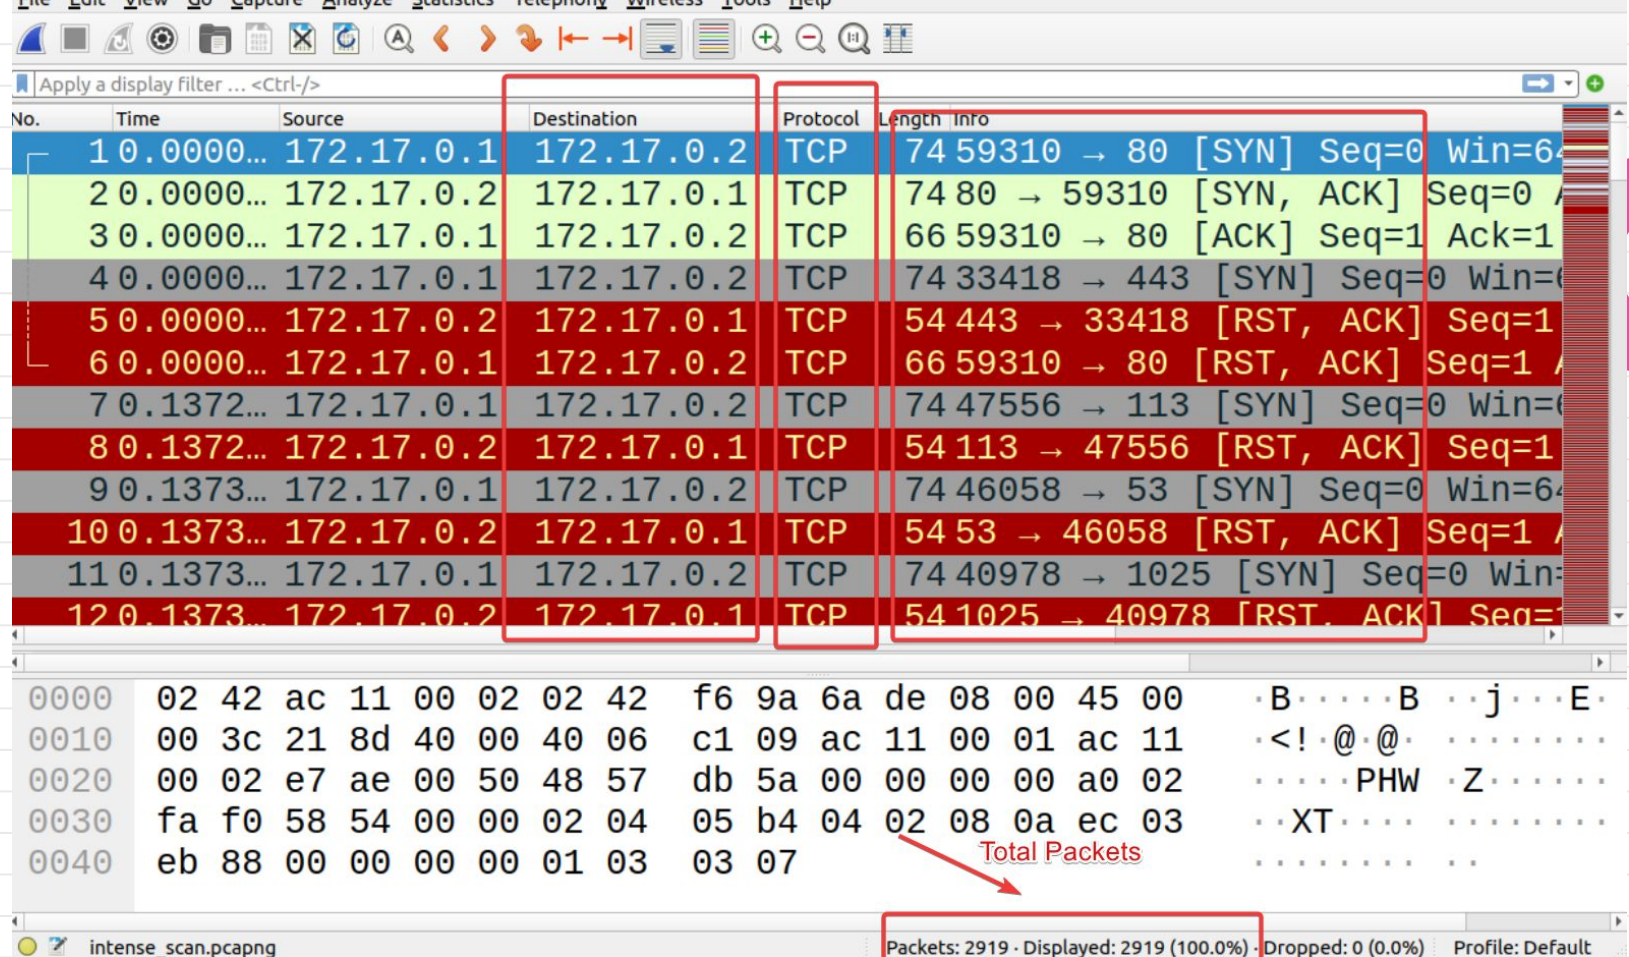 File Edit View Go Capture Analyze Statistics Telephony Wireless Tools Help
Apply a display filter … <Ctrl-/>
No. Time Source Destination Protocol Length Info
1 0.0000… 172.17.0.1 172.17.0.2 TCP 74 59310 → 80 [SYN] Seq=0 Win=64
2 0.0000… 172.17.0.2 172.17.0.1 TCP 74 80 → 59310 [SYN, ACK] Seq=0 A
3 0.0000… 172.17.0.1 172.17.0.2 TCP 66 59310 → 80 [ACK] Seq=1 Ack=1
4 0.0000… 172.17.0.1 172.17.0.2 TCP 74 33418 → 443 [SYN] Seq=0 Win=6
5 0.0000… 172.17.0.2 172.17.0.1 TCP 54 443 → 33418 [RST, ACK] Seq=1
6 0.0000… 172.17.0.1 172.17.0.2 TCP 66 59310 → 80 [RST, ACK] Seq=1 A
7 0.1372… 172.17.0.1 172.17.0.2 TCP 74 47556 → 113 [SYN] Seq=0 Win=6
8 0.1372… 172.17.0.2 172.17.0.1 TCP 54 113 → 47556 [RST, ACK] Seq=1
9 0.1373… 172.17.0.1 172.17.0.2 TCP 74 46058 → 53 [SYN] Seq=0 Win=64
10 0.1373… 172.17.0.2 172.17.0.1 TCP 54 53 → 46058 [RST, ACK] Seq=1 A
11 0.1373… 172.17.0.1 172.17.0.2 TCP 74 40978 → 1025 [SYN] Seq=0 Win=
12 0.1373… 172.17.0.2 172.17.0.1 TCP 54 1025 → 40978 [RST, ACK] Seq=1
0000 02 42 ac 11 00 02 02 42 f6 9a 6a de 08 00 45 00 ·B·····B ··j···E·
0010 00 3c 21 8d 40 00 40 06 c1 09 ac 11 00 01 ac 11 ·<!·@·@· ········
0020 00 02 e7 ae 00 50 48 57 db 5a 00 00 00 00 a0 02 ·····PHW ·Z······
0030 fa f0 58 54 00 00 02 04 05 b4 04 02 08 0a ec 03 ··XT···· ········
0040 eb 88 00 00 00 00 01 03 03 07 ········ ··
Total Packets
intense_scan.pcapng Packets: 2919 · Displayed: 2919 (100.0%) · Dropped: 0 (0.0%) Profile: Default